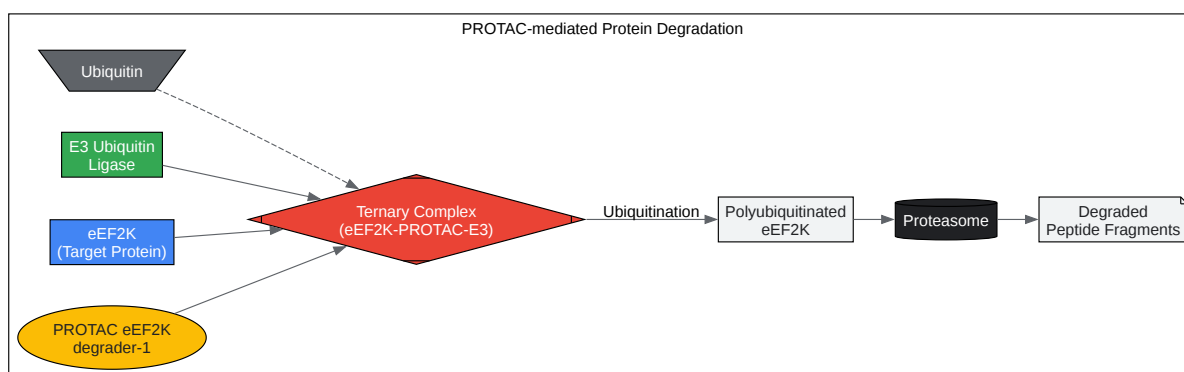 PROTAC-mediated Protein Degradation
Ubiquitin
E3 Ubiquitin
Ligase
eEF2K
(Target Protein)
PROTAC eEF2K
degrader-1
Ternary Complex
(eEF2K-PROTAC-E3)
Ubiquitination
Polyubiquitinated
eEF2K
Proteasome
Degraded
Peptide Fragments